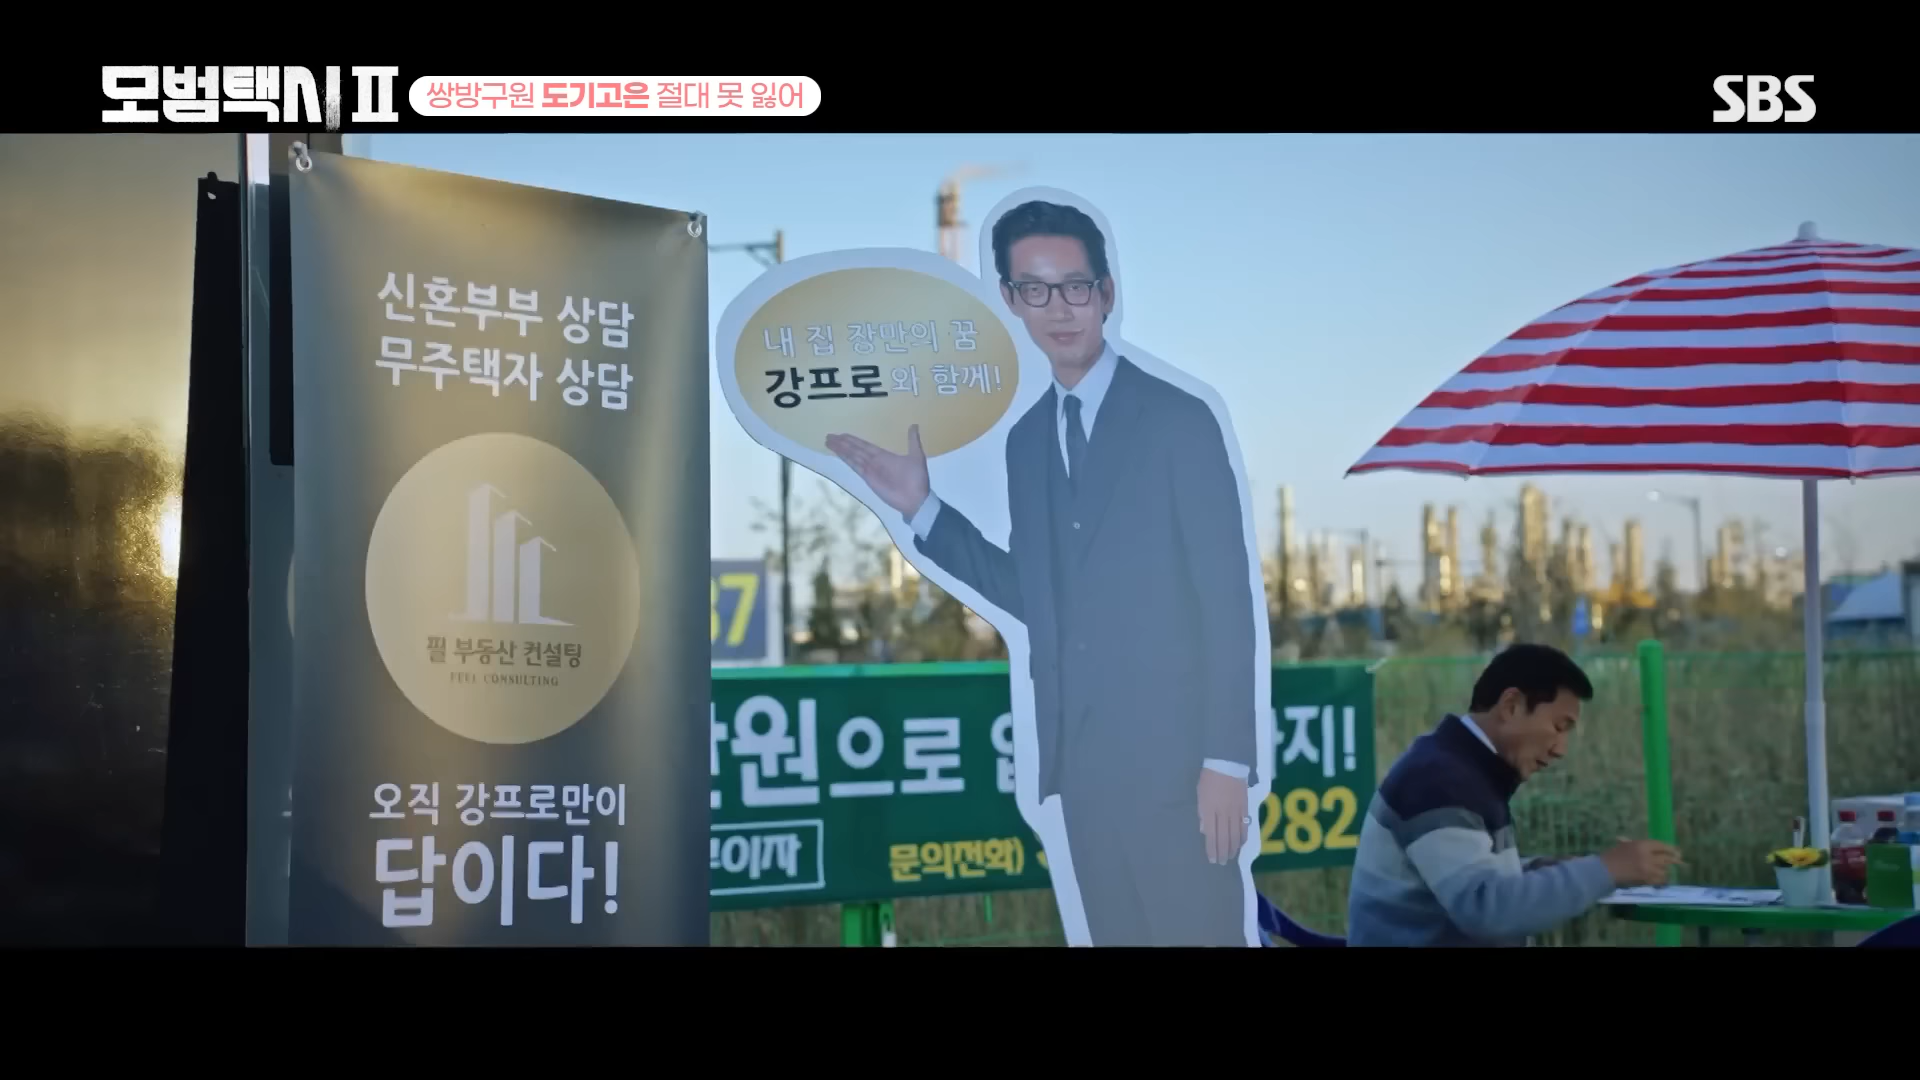 모범택시 II
쌍방구원 도기고은 절대 못 잃어
SBS
신혼부부 상담
무주택자 상담
필 부동산 컨설팅
FEEL CONSULTING
오직 강프로만이
답이다!
내 집 장만의 꿈
강프로와 함께!
37
원으로
지!
이자
문의전화)
282